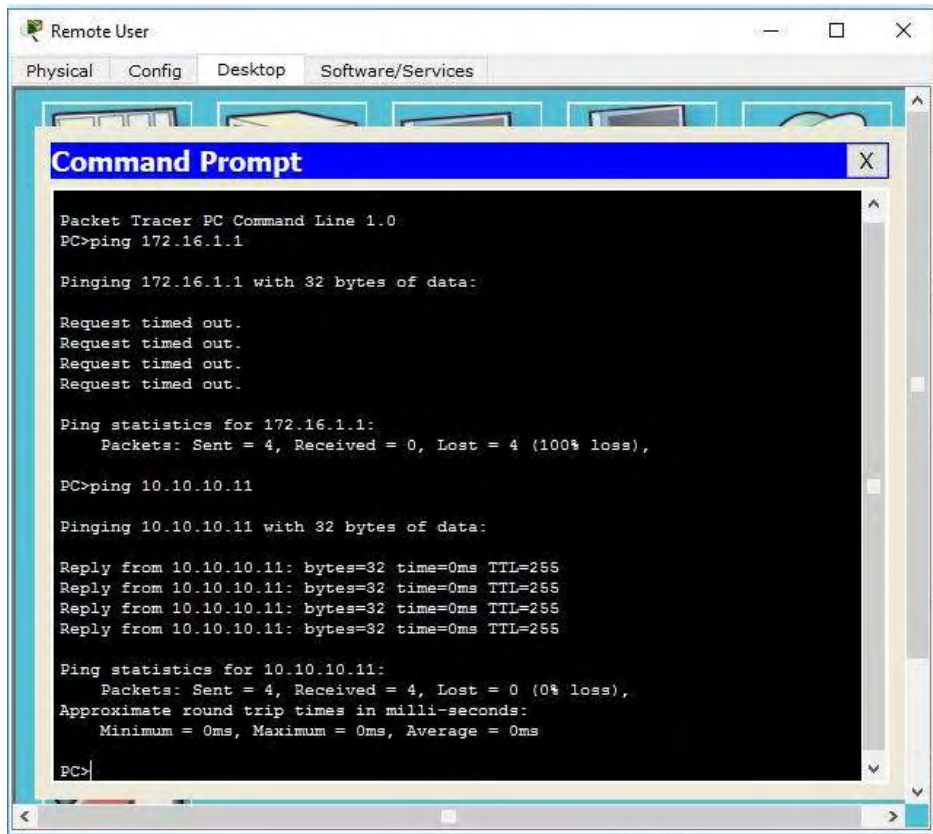 Remote User
Physical Config Desktop Software/Services
Command Prompt X
Packet Tracer PC Command Line 1.0
PC>ping 172.16.1.1
Pinging 172.16.1.1 with 32 bytes of data:
Request timed out.
Request timed out.
Request timed out.
Request timed out.
Ping statistics for 172.16.1.1:
Packets: Sent = 4, Received = 0, Lost = 4 (100% loss),
PC>ping 10.10.10.11
Pinging 10.10.10.11 with 32 bytes of data:
Reply from 10.10.10.11: bytes=32 time=0ms TTL=255
Reply from 10.10.10.11: bytes=32 time=0ms TTL=255
Reply from 10.10.10.11: bytes=32 time=0ms TTL=255
Reply from 10.10.10.11: bytes=32 time=0ms TTL=255
Ping statistics for 10.10.10.11:
Packets: Sent = 4, Received = 4, Lost = 0 (0% loss),
Approximate round trip times in milli-seconds:
Minimum = 0ms, Maximum = 0ms, Average = 0ms
PC>